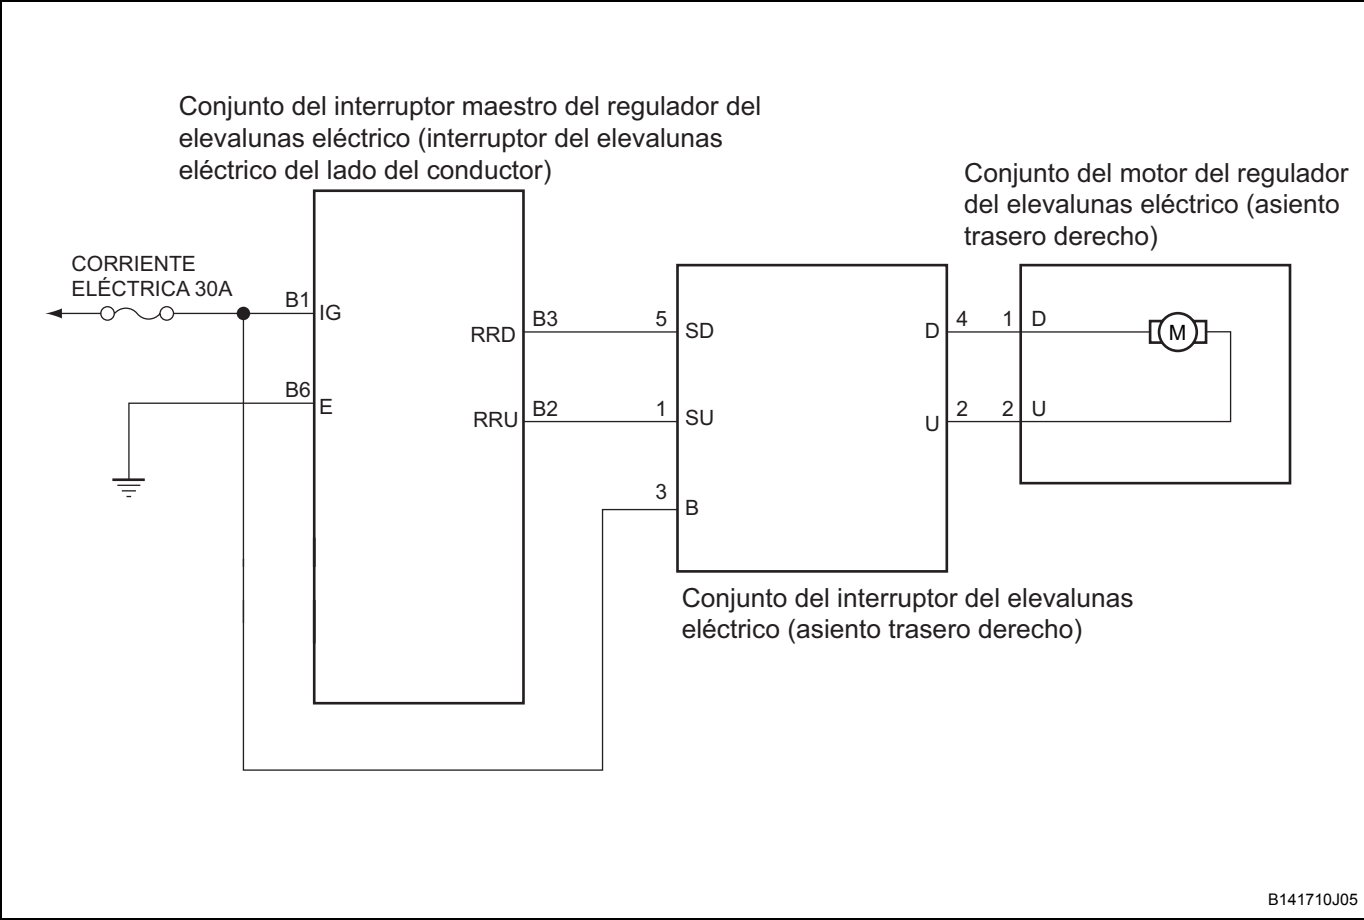 Conjunto del interruptor maestro del regulador del
elevalunas eléctrico (interruptor del elevalunas
eléctrico del lado del conductor)
Conjunto del motor del regulador
del elevalunas eléctrico (asiento
trasero derecho)
CORRIENTE
ELÉCTRICA 30A
B1
IG
B6
E
RRD
B3
RRU
B2
5
SD
1
SU
3
B
D
4
U
2
1
D
2
U
M
Conjunto del interruptor del elevalunas
eléctrico (asiento trasero derecho)
B141710J05